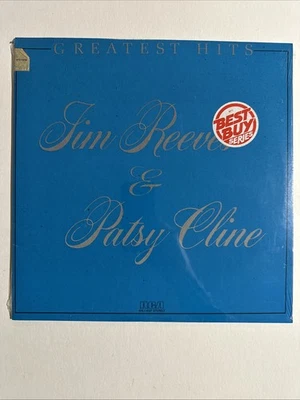 GREATEST HITS
Jim Reeves
BEST
BUY
SERIES
&
Patsy Cline
RCA